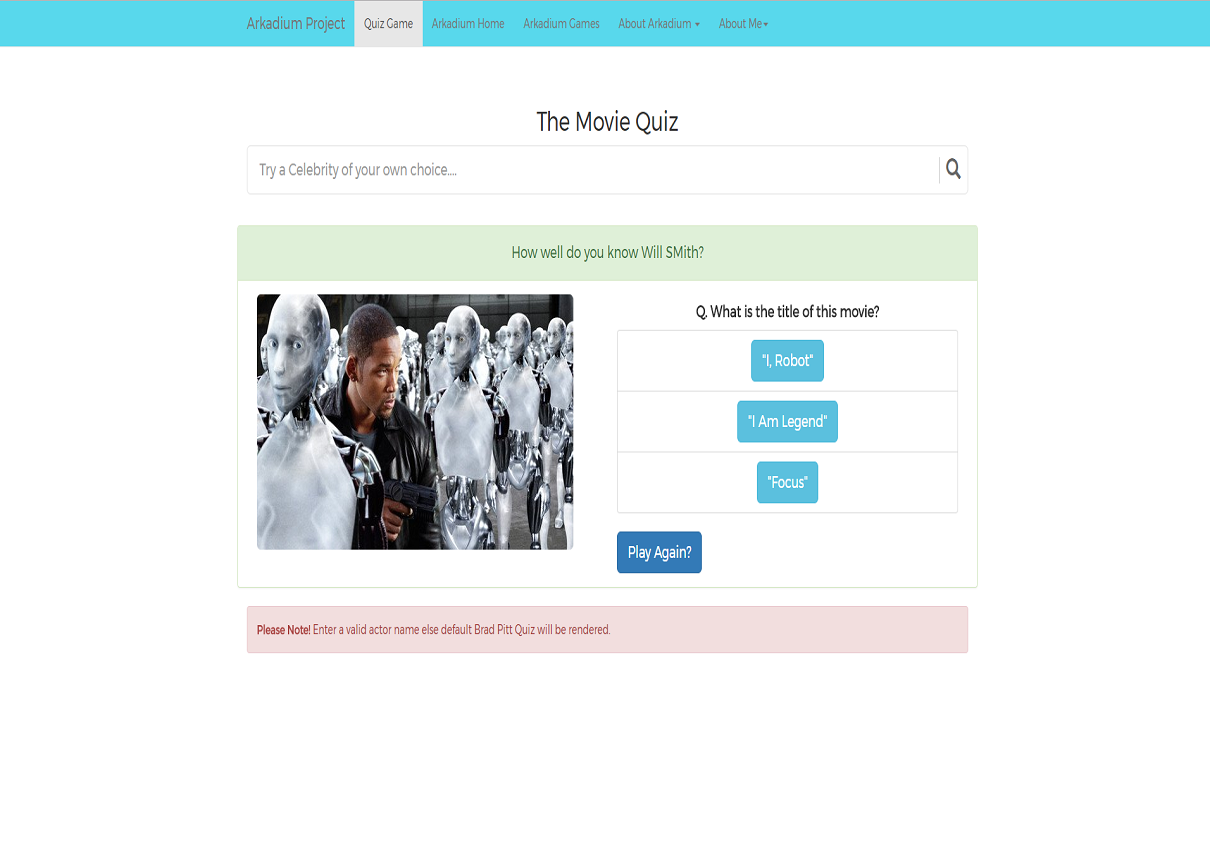 Arkadium Project Quiz Game Arkadium Home Arkadium Games About Arkadium About Me
The Movie Quiz
Try a Celebrity of your own choice....
How well do you know Will SMith?
Q. What is the title of this movie?
"I, Robot"
"I Am Legend"
"Focus"
Play Again?
Please Note! Enter a valid actor name else default Brad Pitt Quiz will be rendered.